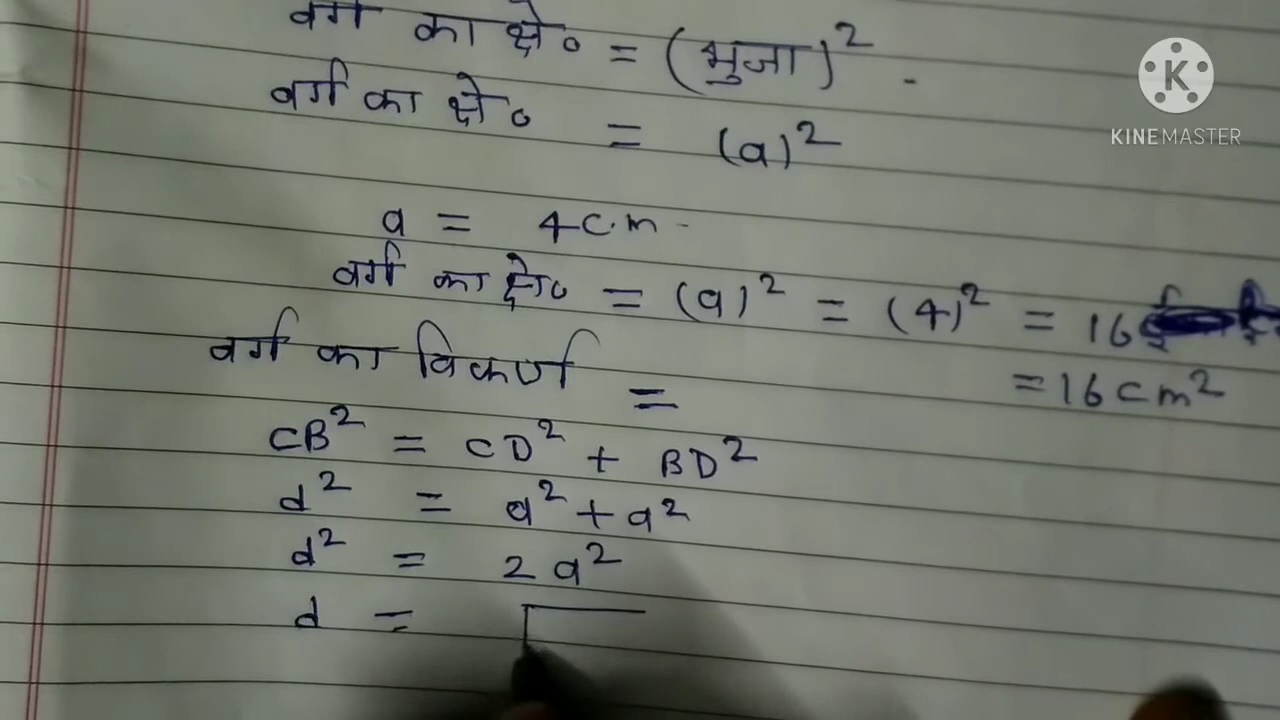 वर्ग का क्षे० = (भुजा)²
वर्ग का क्षे० = (a)²
a = 4 c.m.
वर्ग का क्षे० = (a)² = (4)² = 16
= 16 cm²
वर्ग का विकर्ण =
CB² = CD² + BD²
d² = a² + a²
d² = 2a²
d =
K
KINEMASTER